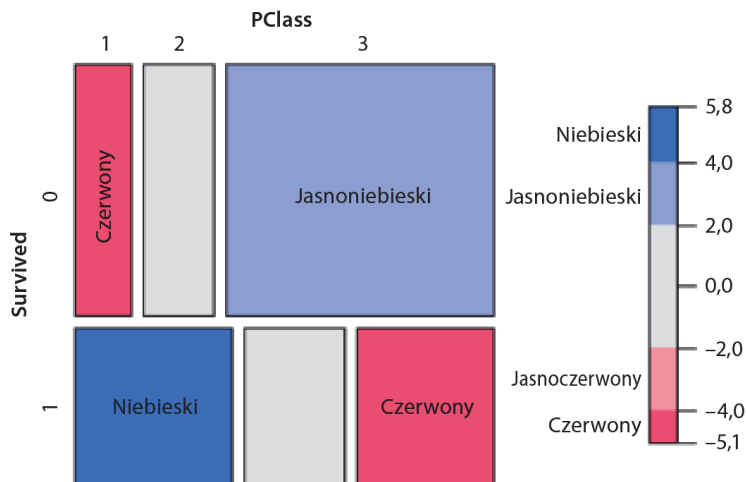 PClass
1 2 3
Survived
0
Czerwony
Jasnoniebieski
1
Niebieski
Czerwony
Niebieski
Jasnoniebieski
Jasnoczerwony
Czerwony
5,8
4,0
2,0
0,0
–2,0
–4,0
–5,1